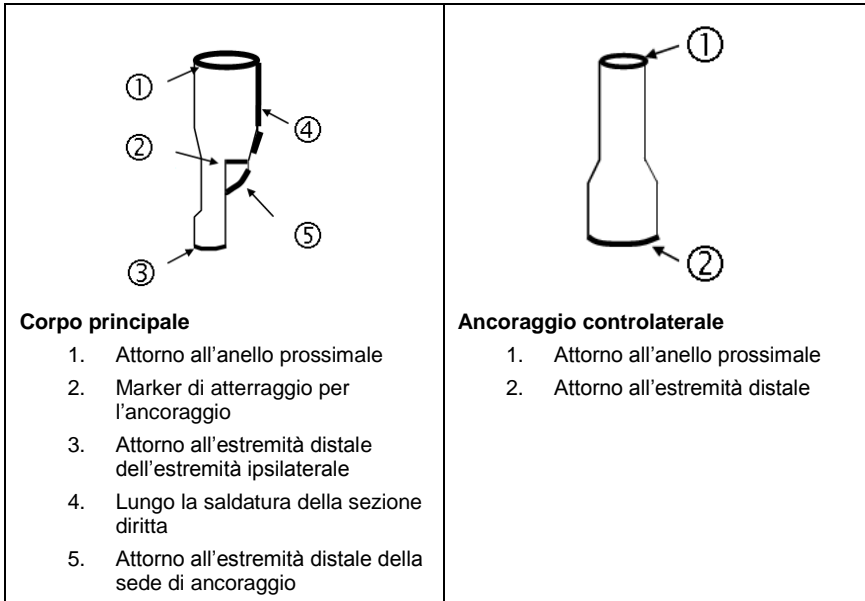 ①
②
③
④
⑤
Corpo principale
1. Attorno all’anello prossimale
2. Marker di atterraggio per
l’ancoraggio
3. Attorno all’estremità distale
dell’estremità ipsilaterale
4. Lungo la saldatura della sezione
diritta
5. Attorno all’estremità distale della
sede di ancoraggio
①
②
Ancoraggio controlaterale
1. Attorno all’anello prossimale
2. Attorno all’estremità distale